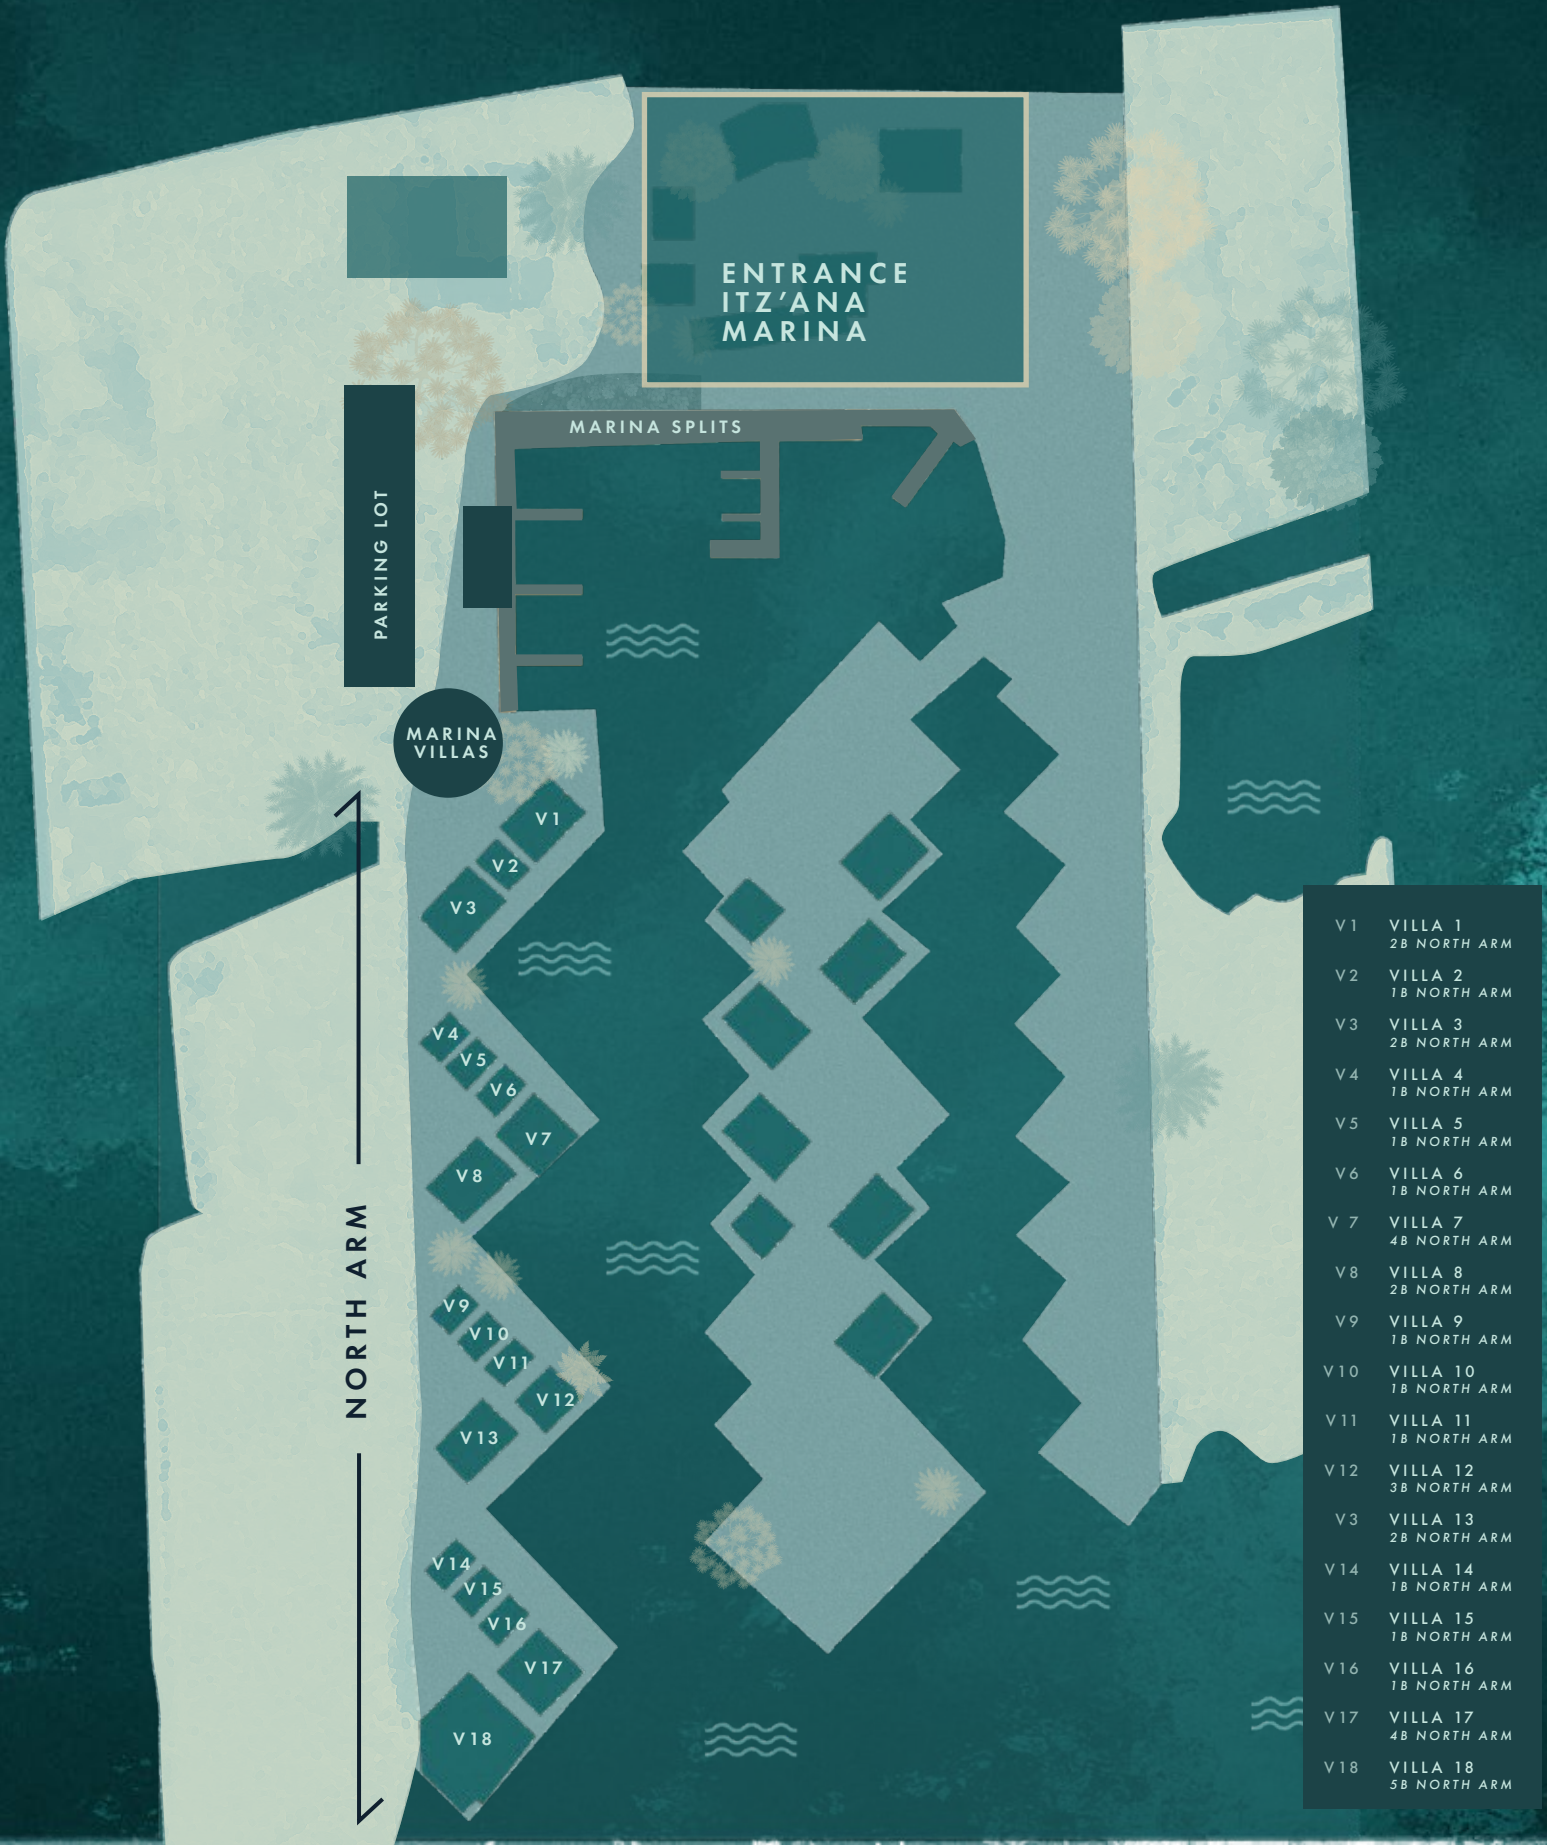 ENTRANCE
ITZ'ANA
MARINA
MARINA SPLITS
PARKING LOT
MARINA
VILLAS
NORTH ARM
V1
V2
V3
V4
V5
V6
V7
V8
V9
V10
V11
V12
V13
V14
V15
V16
V17
V18
V1 VILLA 1
2B NORTH ARM
V2 VILLA 2
1B NORTH ARM
V3 VILLA 3
2B NORTH ARM
V4 VILLA 4
1B NORTH ARM
V5 VILLA 5
1B NORTH ARM
V6 VILLA 6
1B NORTH ARM
V 7 VILLA 7
4B NORTH ARM
V8 VILLA 8
2B NORTH ARM
V9 VILLA 9
1B NORTH ARM
V10 VILLA 10
1B NORTH ARM
V11 VILLA 11
1B NORTH ARM
V12 VILLA 12
3B NORTH ARM
V3 VILLA 13
2B NORTH ARM
V14 VILLA 14
1B NORTH ARM
V15 VILLA 15
1B NORTH ARM
V16 VILLA 16
1B NORTH ARM
V17 VILLA 17
4B NORTH ARM
V18 VILLA 18
5B NORTH ARM